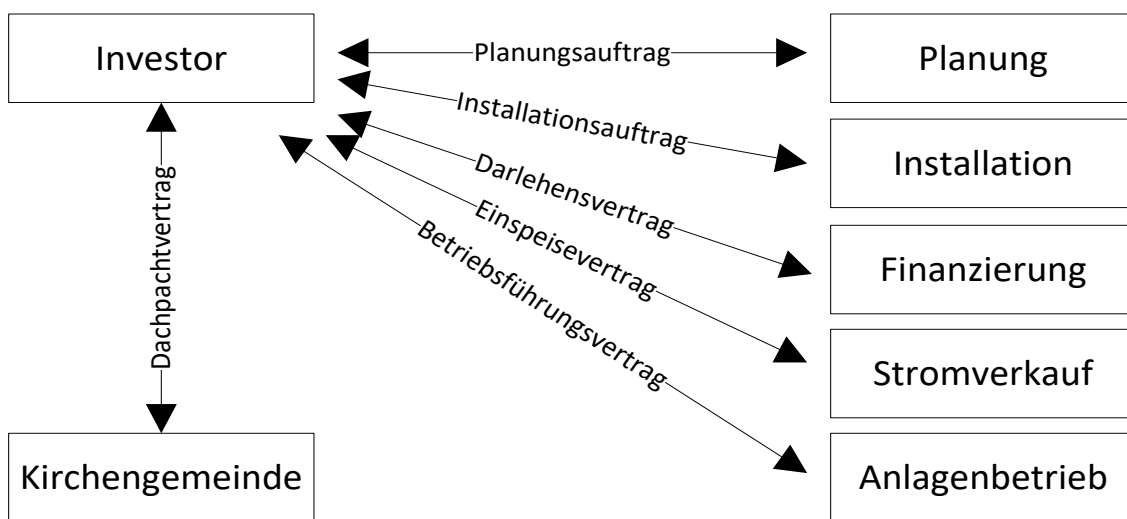 Investor
Planungsauftrag
Planung
Installationsauftrag
Installation
Darlehensvertrag
Finanzierung
Einspeisevertrag
Stromverkauf
Betriebsführungsvertrag
Anlagenbetrieb
Dachpachtvertrag
Kirchengemeinde